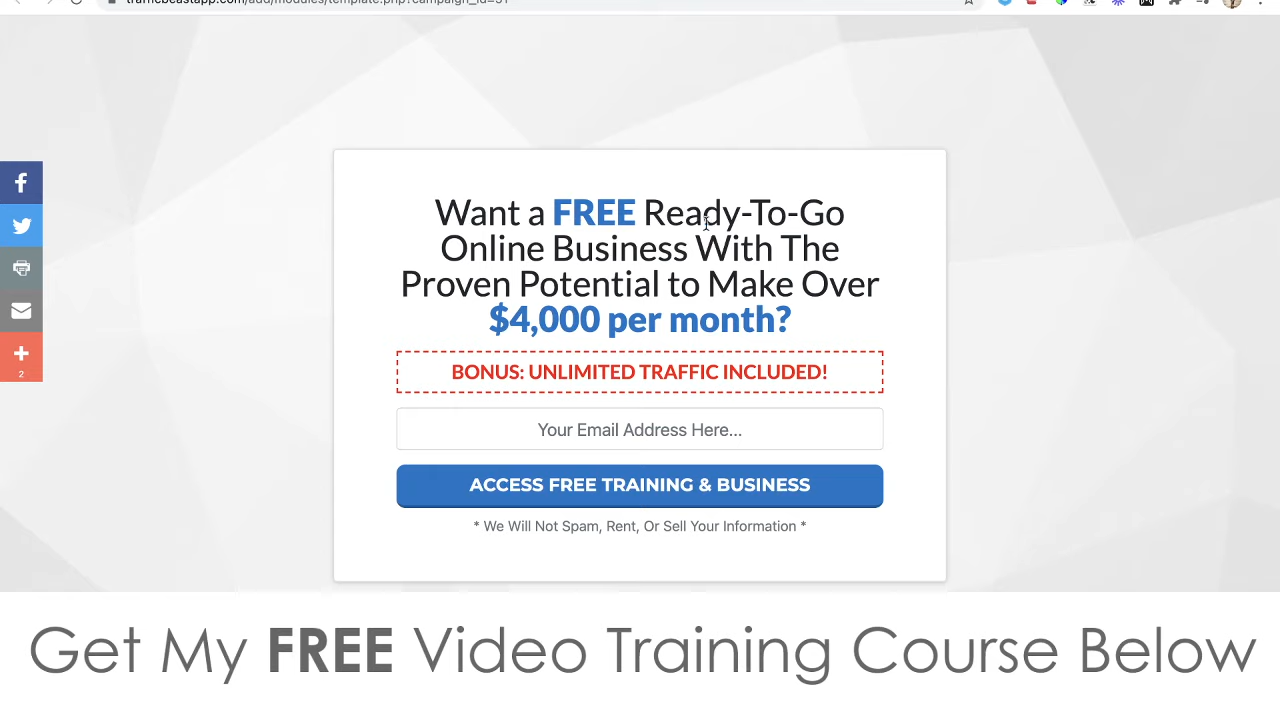 Want a FREE Ready-To-Go
Online Business With The
Proven Potential to Make Over
$4,000 per month?
BONUS: UNLIMITED TRAFFIC INCLUDED!
Your Email Address Here...
ACCESS FREE TRAINING & BUSINESS
* We Will Not Spam, Rent, Or Sell Your Information *
2
Get My FREE Video Training Course Below